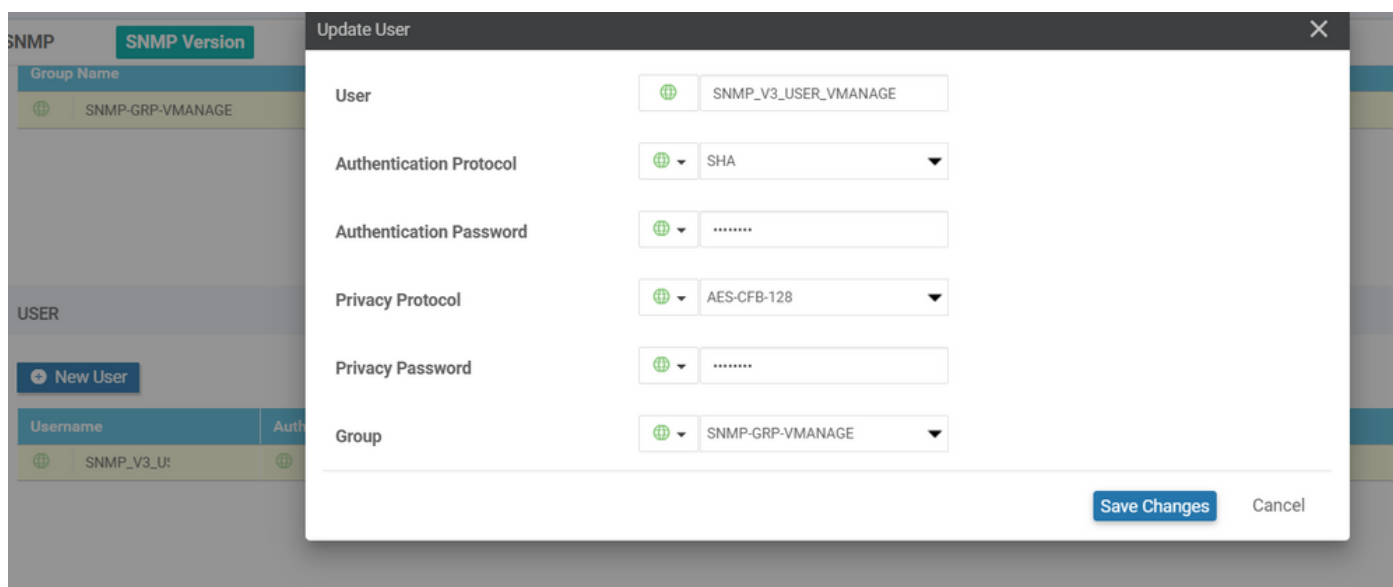 SNMP
SNMP Version
Group Name
SNMP-GRP-VMANAGE
USER
New User
Username
Auth
SNMP_V3_U
Update User
User
SNMP_V3_USER_VMANAGE
Authentication Protocol
SHA
Authentication Password
········
Privacy Protocol
AES-CFB-128
Privacy Password
········
Group
SNMP-GRP-VMANAGE
Save Changes
Cancel